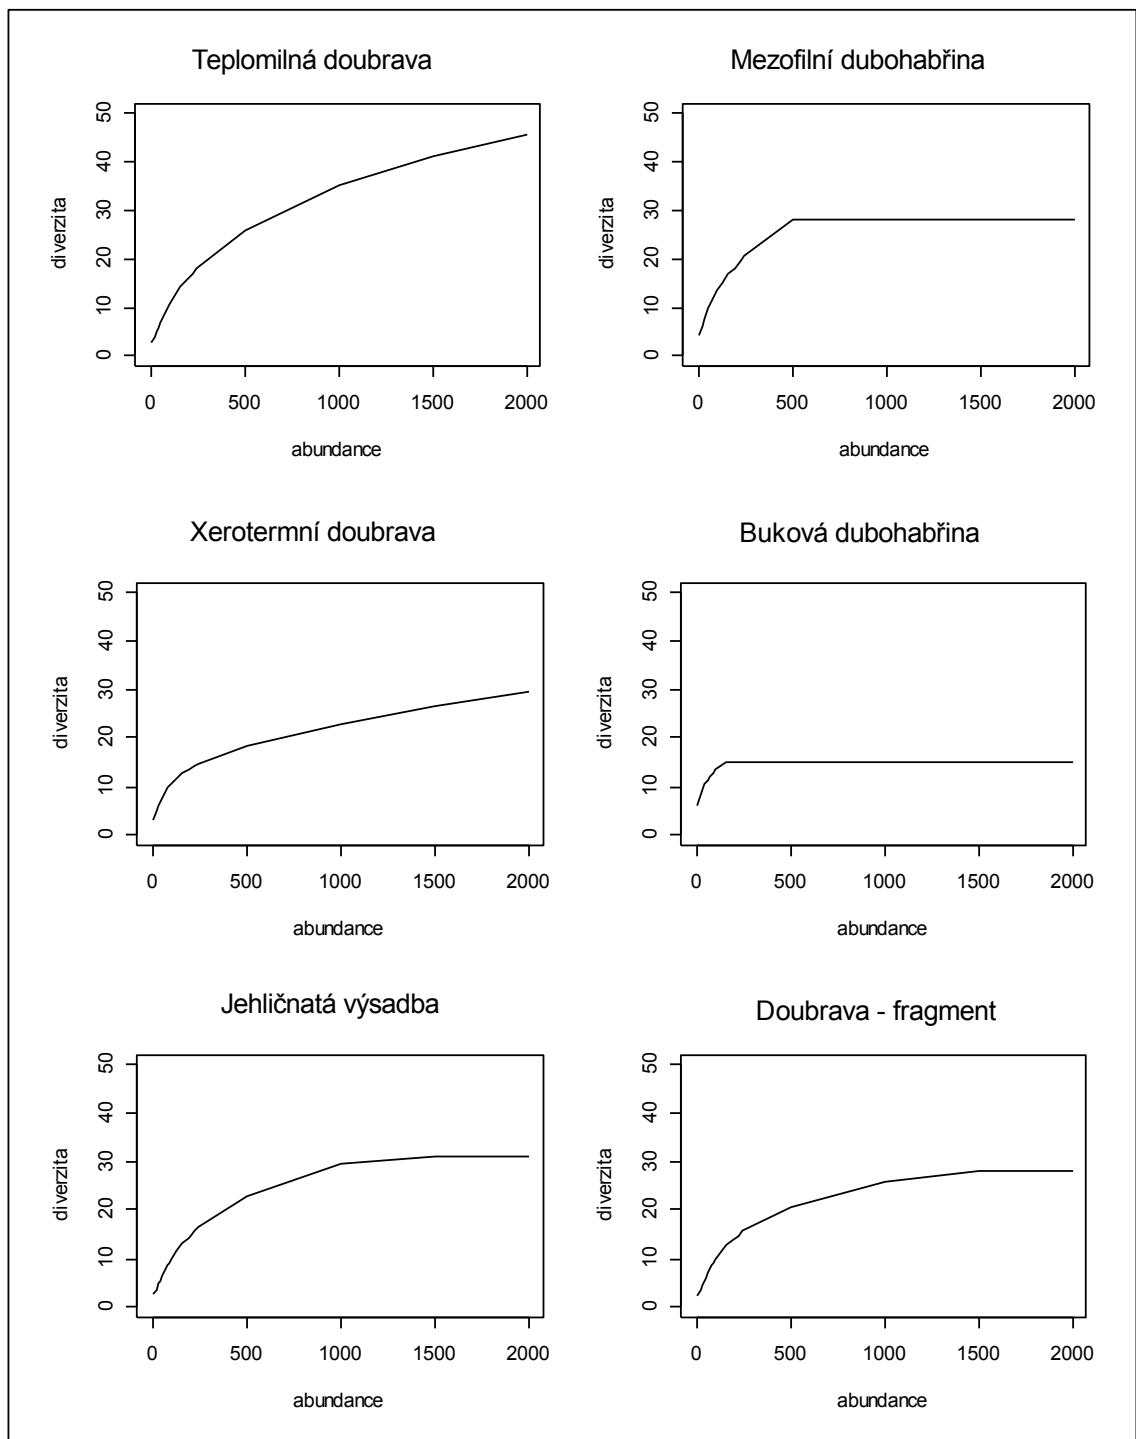 Teplomilná doubrava
50
40
30
20
10
0
diverzita
0 500 1000 1500 2000
abundance
Mezofilní dubohabřina
50
40
30
20
10
0
diverzita
0 500 1000 1500 2000
abundance
Xerotermní doubrava
50
40
30
20
10
0
diverzita
0 500 1000 1500 2000
abundance
Buková dubohabřina
50
40
30
20
10
0
diverzita
0 500 1000 1500 2000
abundance
Jehličnatá výsadba
50
40
30
20
10
0
diverzita
0 500 1000 1500 2000
abundance
Doubrava - fragment
50
40
30
20
10
0
diverzita
0 500 1000 1500 2000
abundance